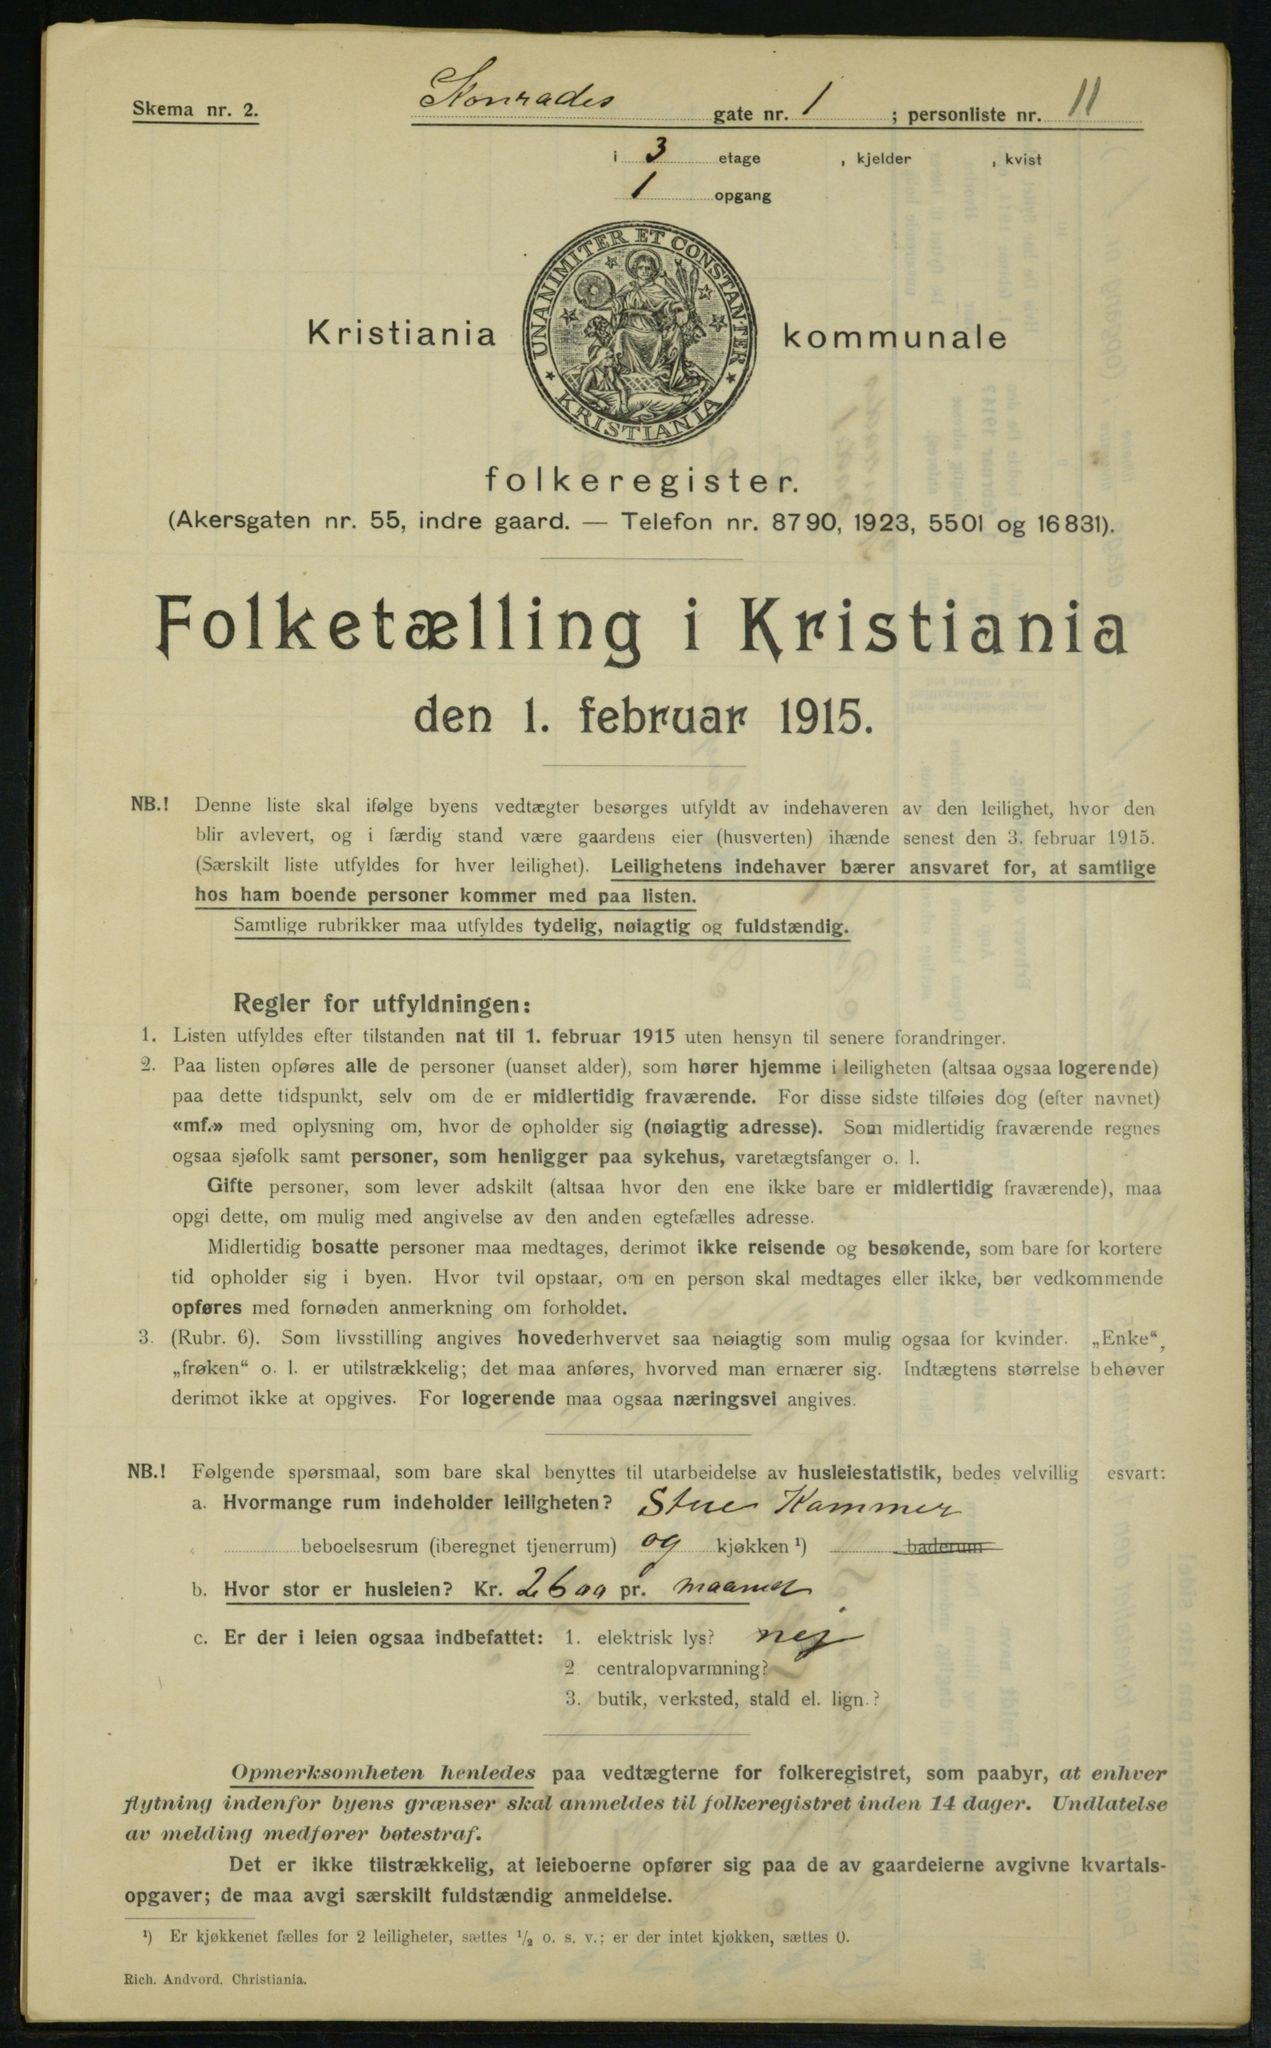 Skema nr. 2.
Konrades gate nr. 1 ; personliste nr. 11
i 3 etage , kjelder , kvist
1 opgang
UNANIMITER ET CONSTANTER
KRISTIANIA
Kristiania kommunale
folkeregister.
(Akersgaten nr. 55, indre gaard. — Telefon nr. 8790, 1923, 5501 og 16831).
Folketælling i Kristiania
den 1. februar 1915.
NB.! Denne liste skal ifølge byens vedtægter besørges utfyldt av indehaveren av den leilighet, hvor den
blir avlevert, og i færdig stand være gaardens eier (husverten) ihænde senest den 3. februar 1915.
(Særskilt liste utfyldes for hver leilighet). Leilighetens indehaver bærer ansvaret for, at samtlige
hos ham boende personer kommer med paa listen.
Samtlige rubrikker maa utfyldes tydelig, nøiagtig og fuldstændig.
Regler for utfyldningen:
1. Listen utfyldes efter tilstanden nat til 1. februar 1915 uten hensyn til senere forandringer.
2. Paa listen opføres alle de personer (uanset alder), som hører hjemme i leiligheten (altsaa ogsaa logerende)
paa dette tidspunkt, selv om de er midlertidig fraværende. For disse sidste tilføies dog (efter navnet)
«mf.» med oplysning om, hvor de opholder sig (nøiagtig adresse). Som midlertidig fraværende regnes
ogsaa sjøfolk samt personer, som henligger paa sykehus, varetægtsfanger o. l.
Gifte personer, som lever adskilt (altsaa hvor den ene ikke bare er midlertidig fraværende), maa
opgi dette, om mulig med angivelse av den anden egtefælles adresse.
Midlertidig bosatte personer maa medtages, derimot ikke reisende og besøkende, som bare for kortere
tid opholder sig i byen. Hvor tvil opstaar, om en person skal medtages eller ikke, bør vedkommende
opføres med fornøden anmerkning om forholdet.
3. (Rubr. 6). Som livsstilling angives hovederhvervet saa nøiagtig som mulig ogsaa for kvinder. „Enke“,
„frøken“ o. l. er utilstrækkelig; det maa anføres, hvorved man ernærer sig. Indtægtens størrelse behøver
derimot ikke at opgives. For logerende maa ogsaa næringsvei angives.
NB.! Følgende spørsmaal, som bare skal benyttes til utarbeidelse av husleiestatistik, bedes velvillig esvart:
a. Hvormange rum indeholder leiligheten? Stue Kammer
beboelsesrum (iberegnet tjenerrum) og kjøkken ¹) baderum
b. Hvor stor er husleien? Kr. 2600 pr. maaned
c. Er der i leien ogsaa indbefattet: 1. elektrisk lys? nej
2 centralopvarmning?
3. butik, verksted, stald el. lign.?
Opmerksomheten henledes paa vedtægterne for folkeregistret, som paabyr, at enhver
flytning indenfor byens grænser skal anmeldes til folkeregistret inden 14 dager. Undlatelse
av melding medfører bøtestraf.
Det er ikke tilstrækkelig, at leieboerne opfører sig paa de av gaardeierne avgivne kvartals-
opgaver; de maa avgi særskilt fuldstændig anmeldelse.
¹) Er kjøkkenet fælles for 2 leiligheter, sættes ½ o. s. v.; er der intet kjøkken, sættes 0.
Rich. Andvord, Christiania.